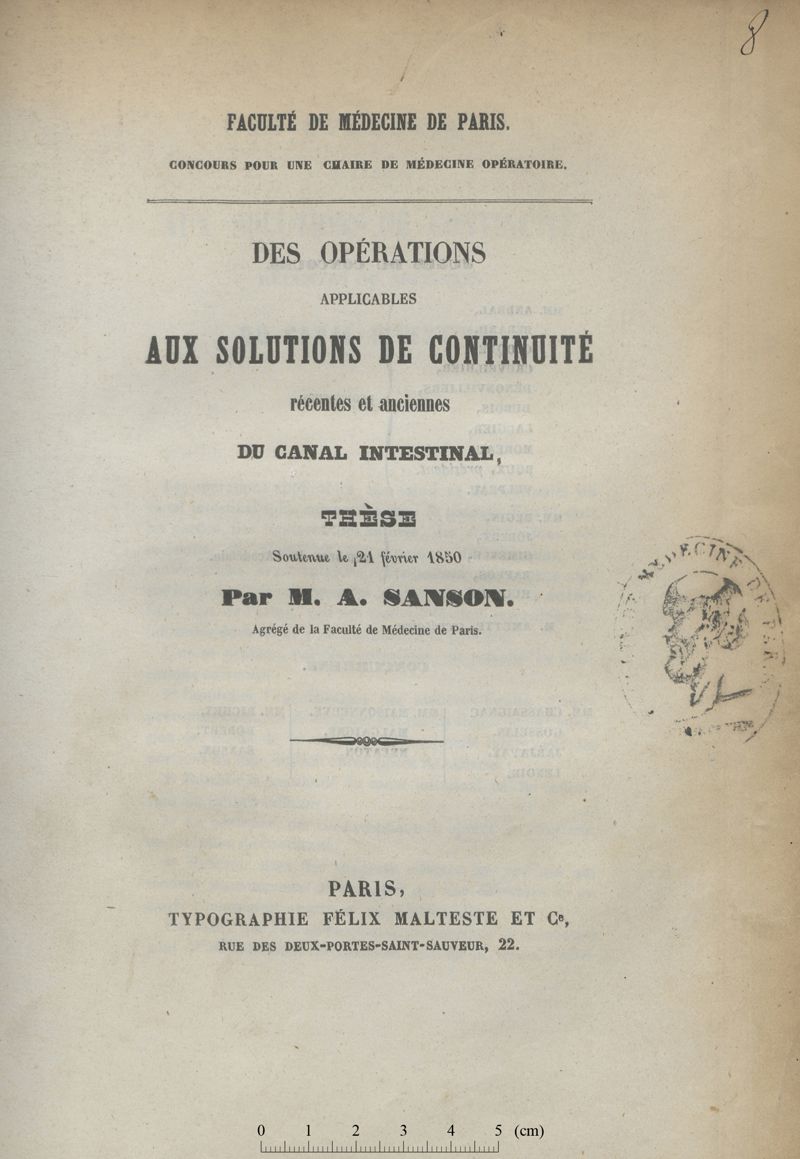 8
FACULTÉ DE MÉDECINE DE PARIS.
CONCOURS POUR UNE CHAIRE DE MÉDECINE OPÉRATOIRE.
DES OPÉRATIONS
APPLICABLES
AUX SOLUTIONS DE CONTINUITÉ
récentes et anciennes
DU CANAL INTESTINAL,
THÈSE
Soutenue le 21 février 1850
Par M. A. SANSON.
Agrégé de la Faculté de Médecine de Paris.
MÉDECINE DE PARIS
PARIS,
TYPOGRAPHIE FÉLIX MALTESTE ET Cᵉ,
RUE DES DEUX-PORTES-SAINT-SAUVEUR, 22.
0 1 2 3 4 5 (cm)